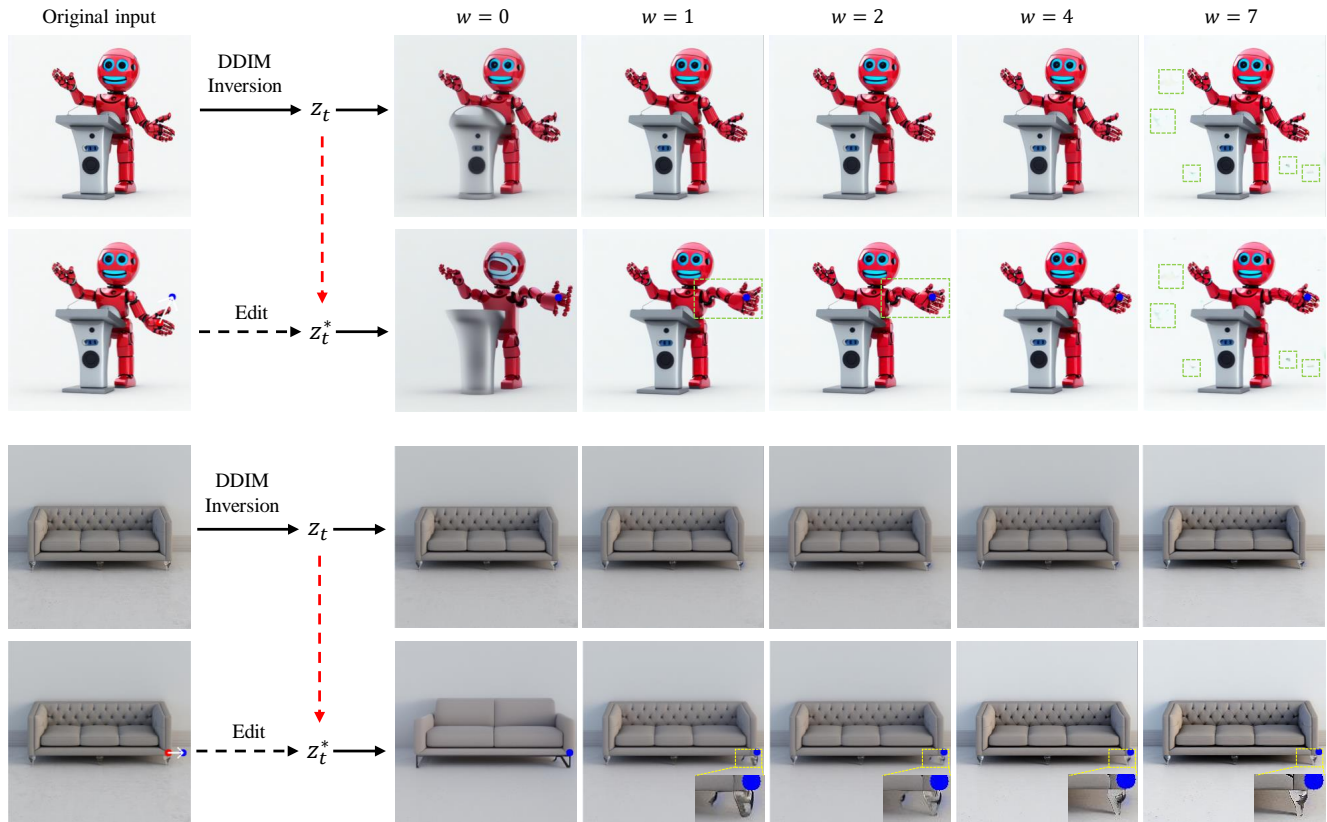 Original input
w = 0
w = 1
w = 2
w = 4
w = 7
DDIM
Inversion
z_t
Edit
z_t^*
DDIM
Inversion
z_t
Edit
z_t^*